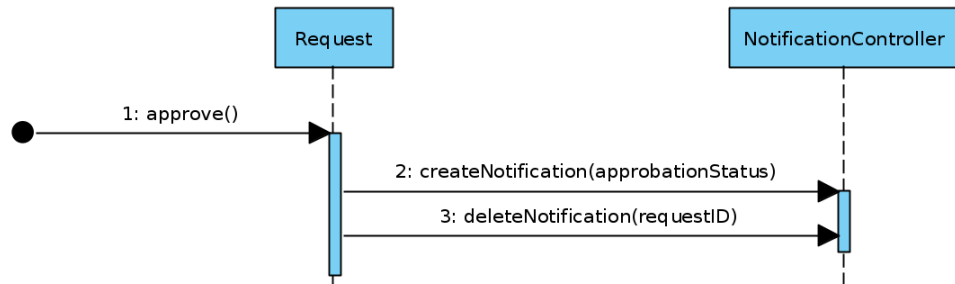 Request
NotificationController
1: approve()
2: createNotification(approbationStatus)
3: deleteNotification(requestID)